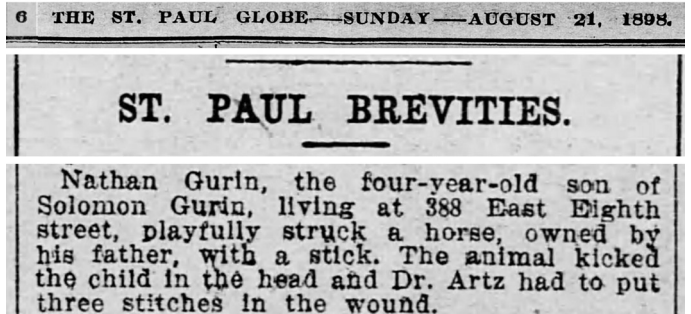 6 THE ST. PAUL GLOBE—SUNDAY—AUGUST 21, 1898.
ST. PAUL BREVITIES.
Nathan Gurin, the four-year-old son of
Solomon Gurin, living at 388 East Eighth
street, playfully struck a horse, owned by
his father, with a stick. The animal kicked
the child in the head and Dr. Artz had to put
three stitches in the wound.